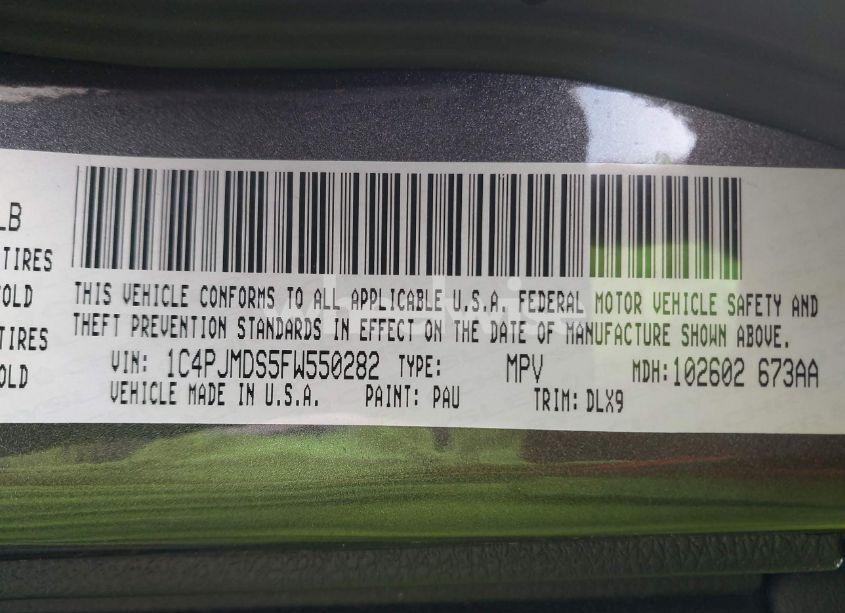 LB
TIRES
OLD
TIRES
OLD
THIS VEHICLE CONFORMS TO ALL APPLICABLE U.S.A. FEDERAL MOTOR VEHICLE SAFETY AND
THEFT PREVENTION STANDARDS IN EFFECT ON THE DATE OF MANUFACTURE SHOWN ABOVE.
VIN: 1C4PJMDS5FW550282 TYPE: MPV MDH: 102602 673AA
VEHICLE MADE IN U.S.A. PAINT: PAU TRIM: DLX9